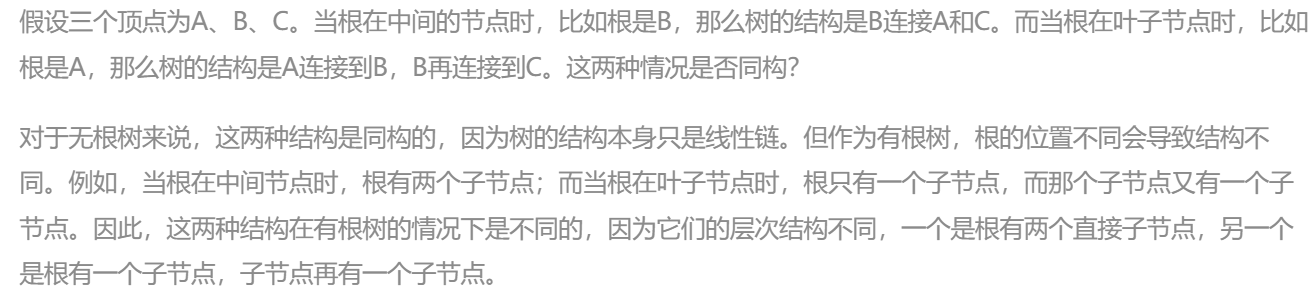 假设三个顶点为A、B、C。当根在中间的节点时，比如根是B，那么树的结构是B连接A和C。而当根在叶子节点时，比如
根是A，那么树的结构是A连接到B，B再连接到C。这两种情况是否同构？
对于无根树来说，这两种结构是同构的，因为树的结构本身只是线性链。但作为有根树，根的位置不同会导致结构不
同。例如，当根在中间节点时，根有两个子节点；而当根在叶子节点时，根只有一个子节点，而那个子节点又有一个子
节点。因此，这两种结构在有根树的情况下是不同的，因为它们的层次结构不同，一个是根有两个直接子节点，另一个
是根有一个子节点，子节点再有一个子节点。